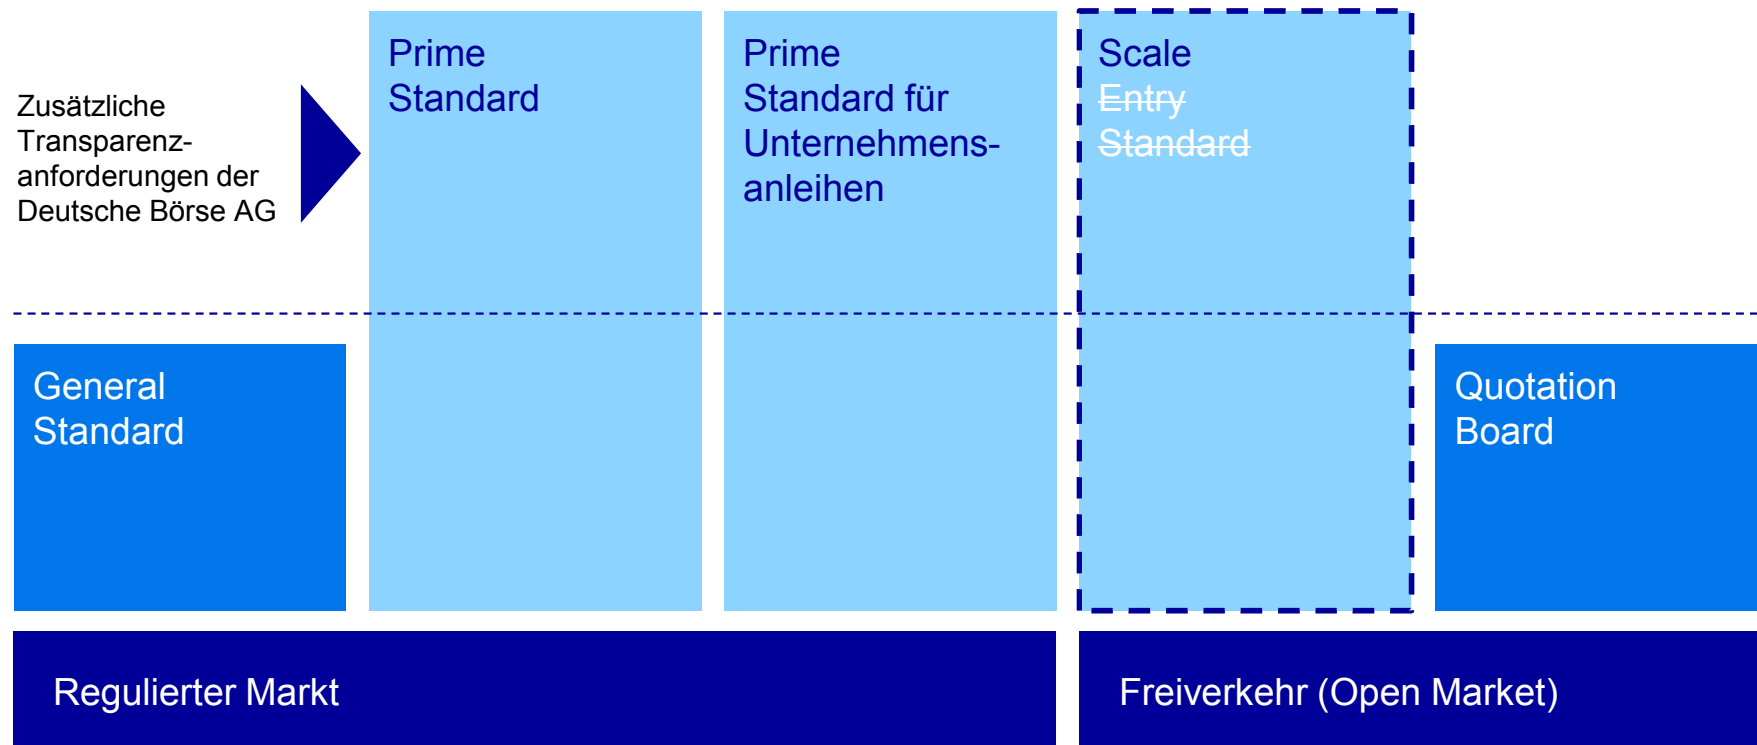 Zusätzliche
Transparenz-
anforderungen der
Deutsche Börse AG
Prime
Standard
Prime
Standard für
Unternehmens-
anleihen
Scale
Entry
Standard
General
Standard
Quotation
Board
Regulierter Markt
Freiverkehr (Open Market)